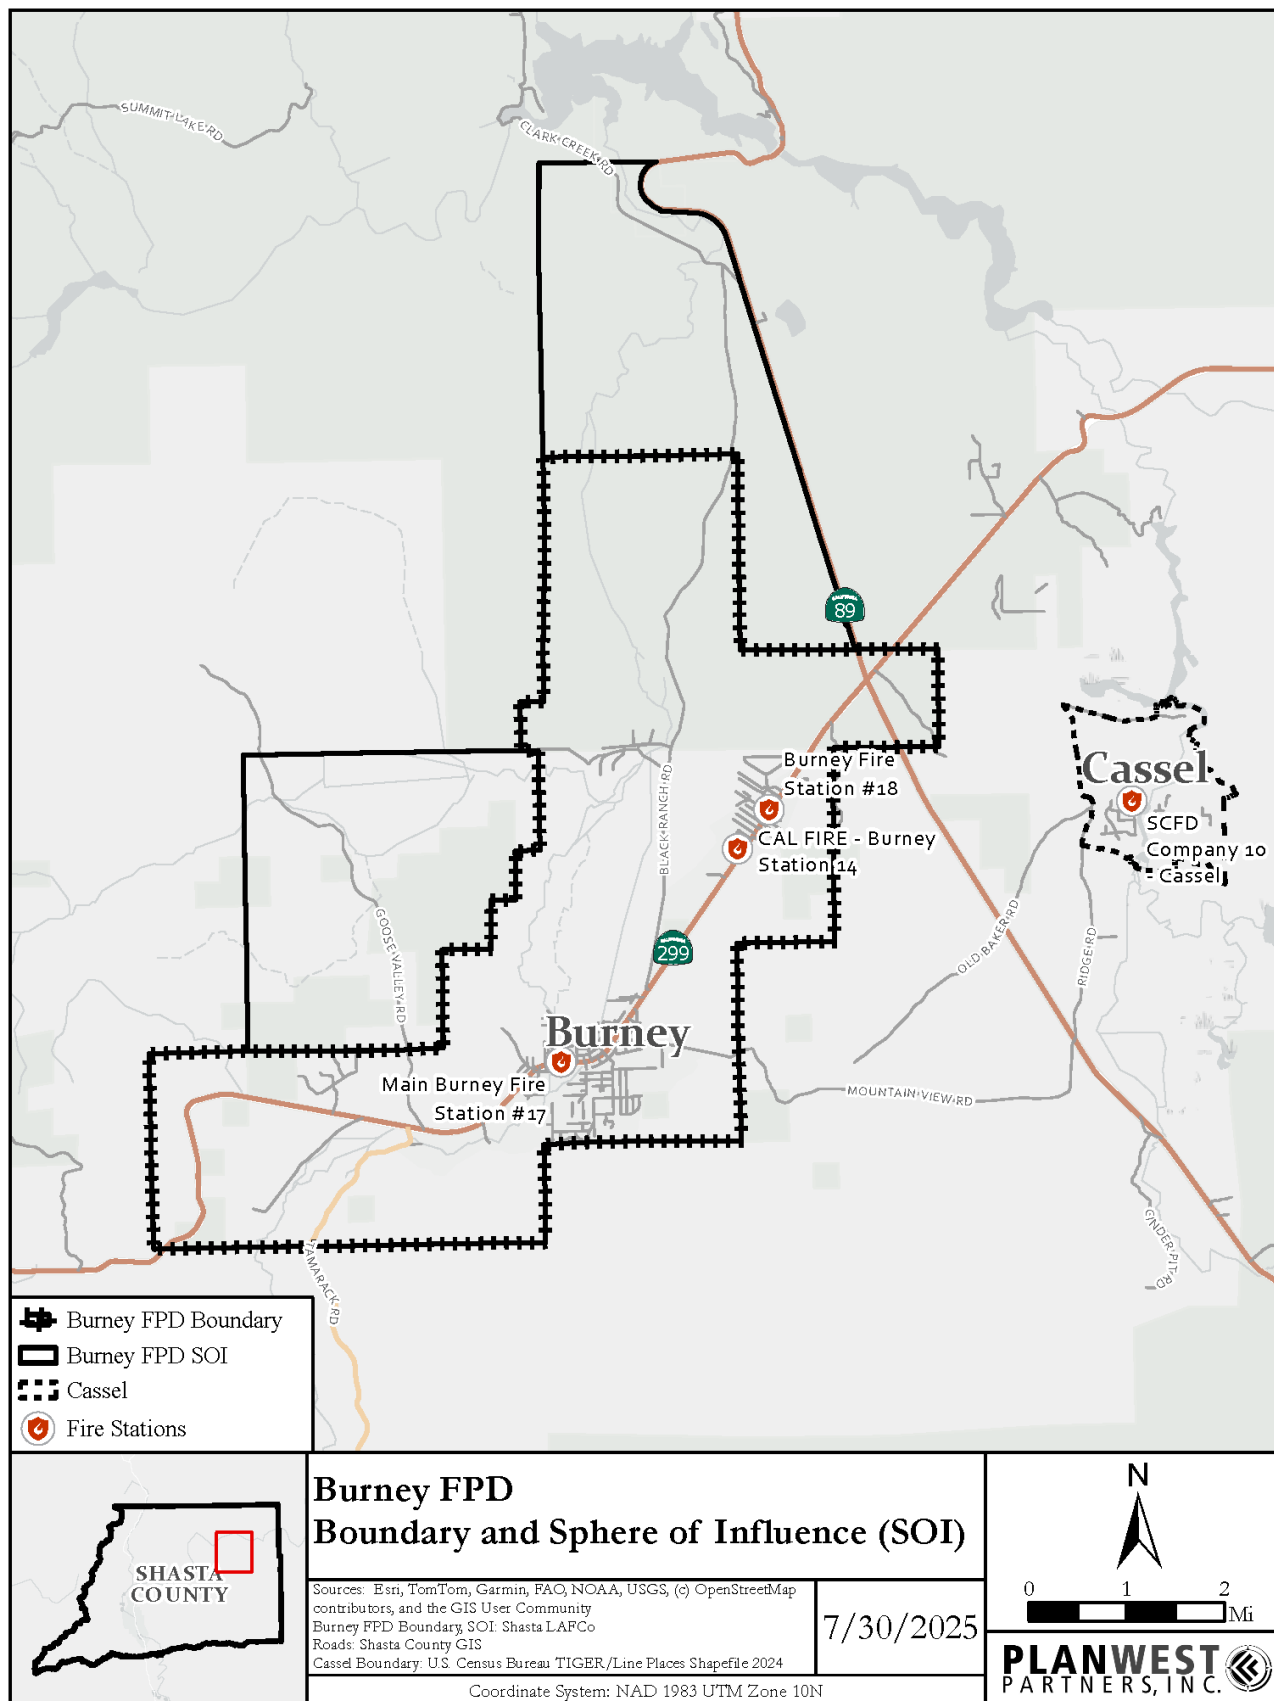 SUMMIT LAKE RD
CLARK CREEK RD
CALIFORNIA
89
Burney Fire
Station #18
Cassel
CAL FIRE - Burney
Station 14
SCFD
Company 10
- Cassel
BLACK RANCH RD
GOOSE VALLEY RD
OLD BAKER RD
RIDGE RD
CALIFORNIA
299
Burney
Main Burney Fire
Station #17
MOUNTAIN VIEW RD
TAMARACK RD
CINDER PIT RD
Burney FPD Boundary
Burney FPD SOI
Cassel
Fire Stations
SHASTA
COUNTY
Burney FPD
Boundary and Sphere of Influence (SOI)
Sources: Esri, TomTom, Garmin, FAO, NOAA, USGS, (c) OpenStreetMap
contributors, and the GIS User Community
Burney FPD Boundary, SOI: Shasta LAFCo
Roads: Shasta County GIS
Cassel Boundary: U.S. Census Bureau TIGER/Line Places Shapefile 2024
7/30/2025
Coordinate System: NAD 1983 UTM Zone 10N
N
0 1 2
Mi
PLANWEST
PARTNERS, INC.